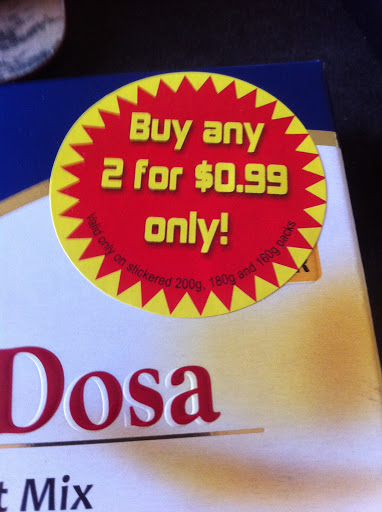 Buy any
2 for $0.99
only!
Valid only on stickered 200g, 180g and 160g packs
Dosa
Mix